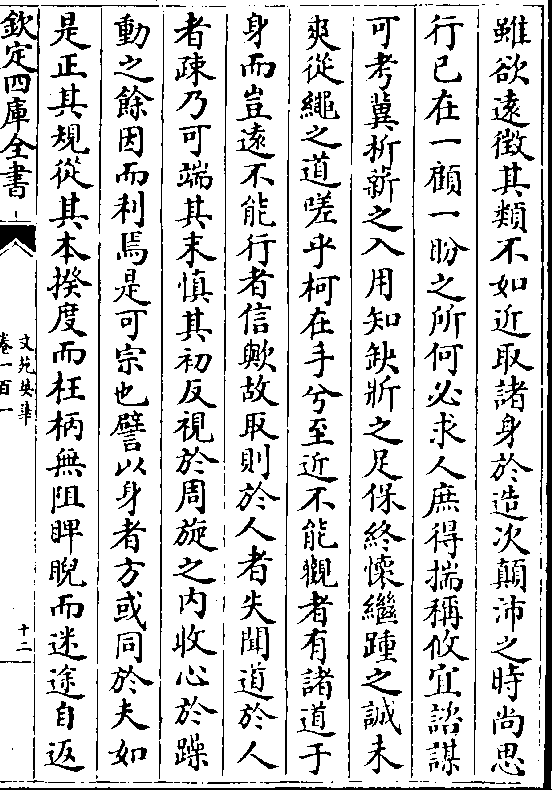 雖欲遠徵其類不如近取諸身於造次顛沛之時尚思
行已在一顧一盼之所何必求人庶得揣稱攸宜諮謀
可考冀析薪之入用知缺斨之足保終懐繼踵之誠未
爽從繩之道嗟乎柯在手兮至近不能觀者有諸道于
身而豈遠不能行者信歟故取則於人者失聞道於人
者疎乃可端其末慎其初反視於周旋之内收心於躁
動之餘因而利焉是可宗也譬以身者方或同於夫如
是正其規從其本揆度而枉柄無阻睥睨而迷途自返
欽定四庫全書
文苑英華
卷一百一
十二